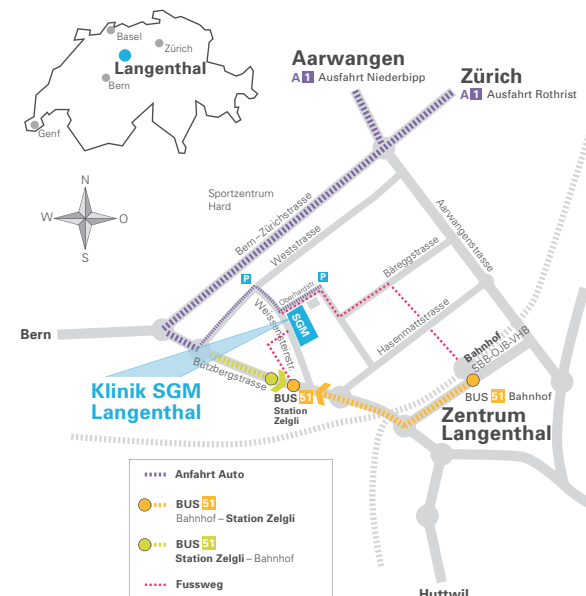 Basel
Zürich
Langenthal
Bern
Genf
N
W
O
S
Aarwangen
A1 Ausfahrt Niederbipp
Zürich
A1 Ausfahrt Rothrist
Sportzentrum
Hard
Bern–Zürichstrasse
Weststrasse
Aarwangenstrasse
Bäreggstrasse
P
P
Oberhardstr.
Weissensteinstr.
SGM
Hasenmattstrasse
Bern
Bützbergstrasse
Bahnhof
SBB-OJB-VHB
Klinik SGM
Langenthal
BUS 51
Station
Zelgli
BUS 51 Bahnhof
Zentrum
Langenthal
Anfahrt Auto
BUS 51
Bahnhof – Station Zelgli
BUS 51
Station Zelgli – Bahnhof
Fussweg
Huttwil